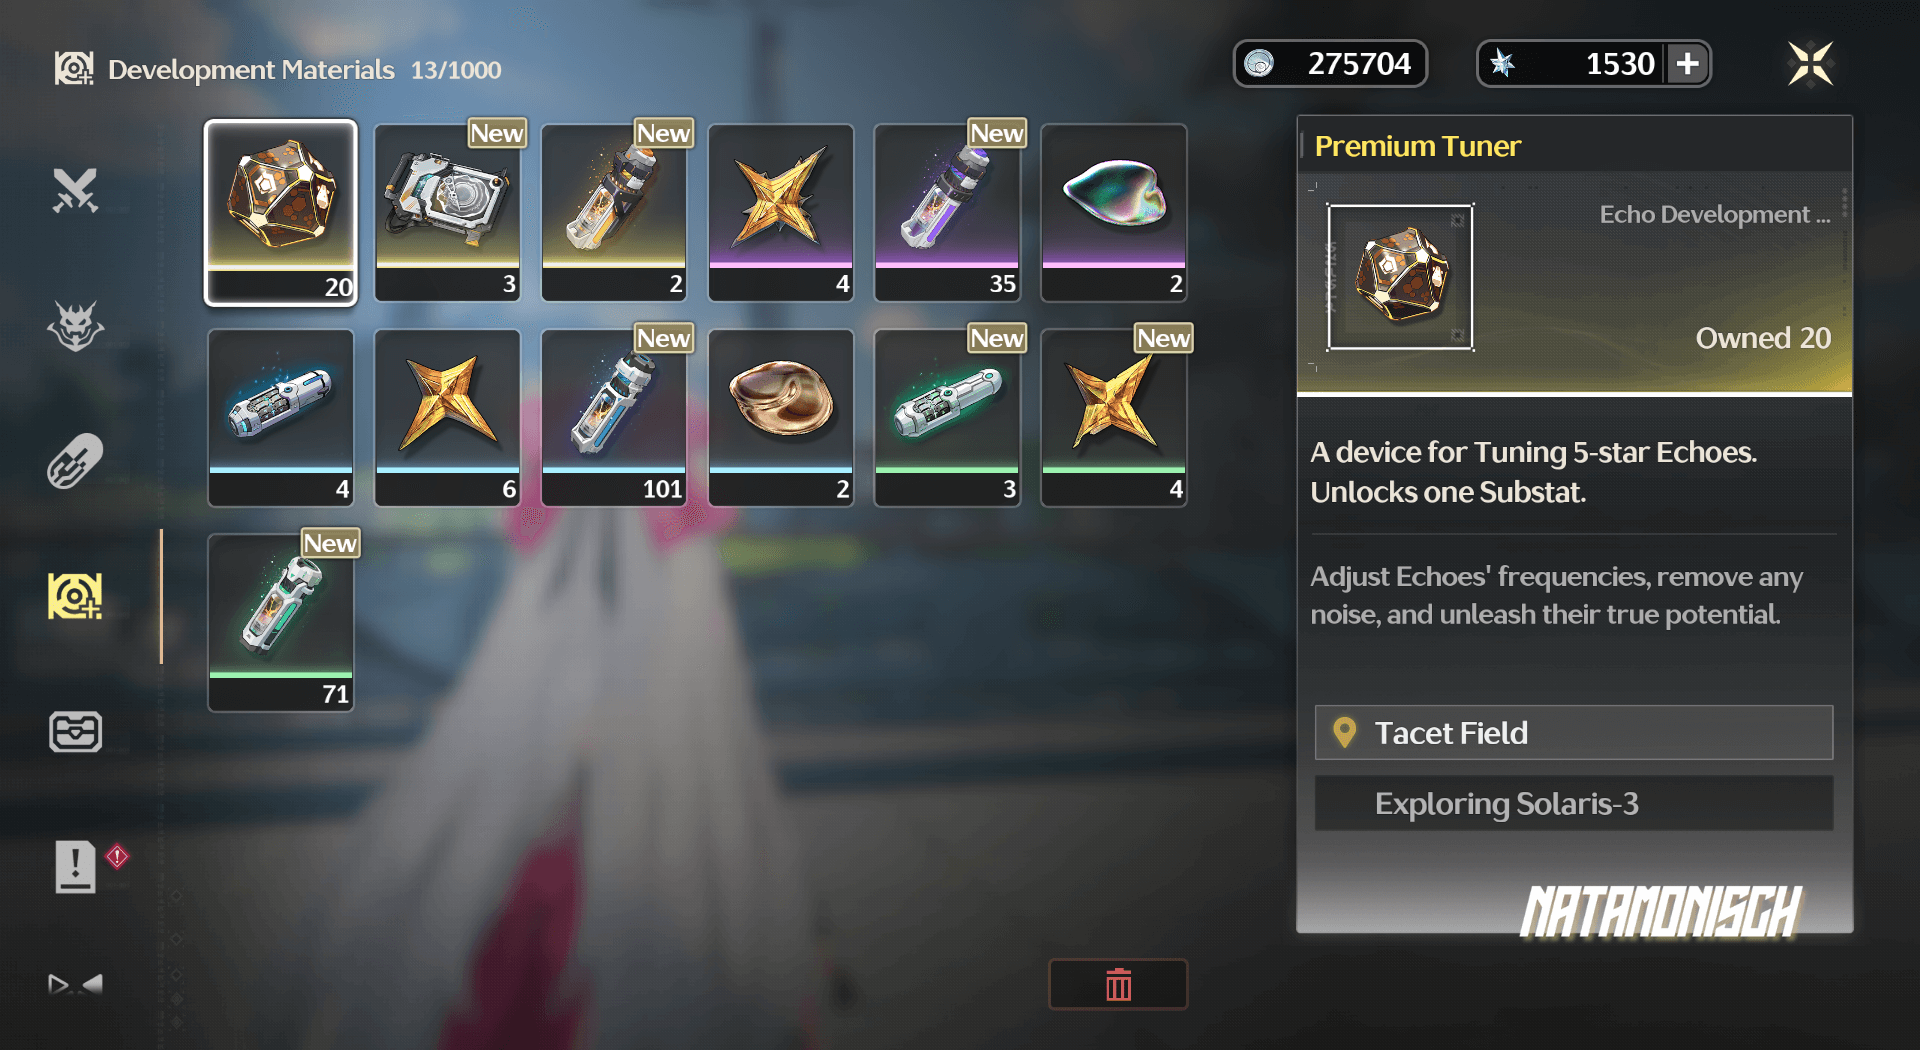 Development Materials 13/1000
275704
1530
New
New
New
20
3
2
4
35
2
New
New
New
4
6
101
2
3
4
New
71
Premium Tuner
Echo Development ...
Owned 20
A device for Tuning 5-star Echoes.
Unlocks one Substat.
Adjust Echoes' frequencies, remove any
noise, and unleash their true potential.
Tacet Field
Exploring Solaris-3
NATAMONISCH